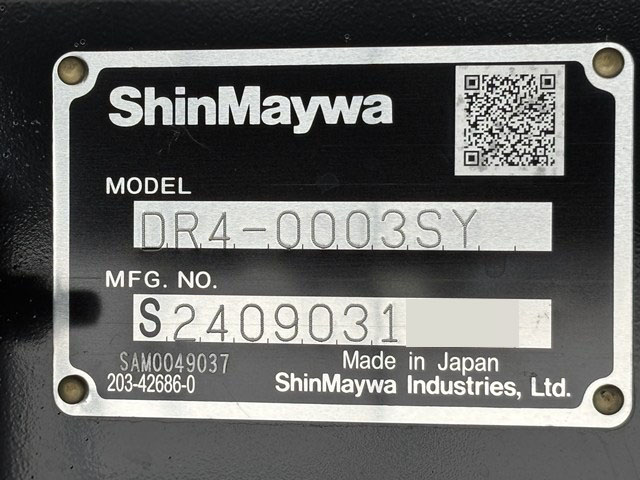 ShinMaywa
MODEL
DR4-0003SY
MFG. NO.
S2409031
SAM0049037
203-42686-0
Made in Japan
ShinMaywa Industries, Ltd.